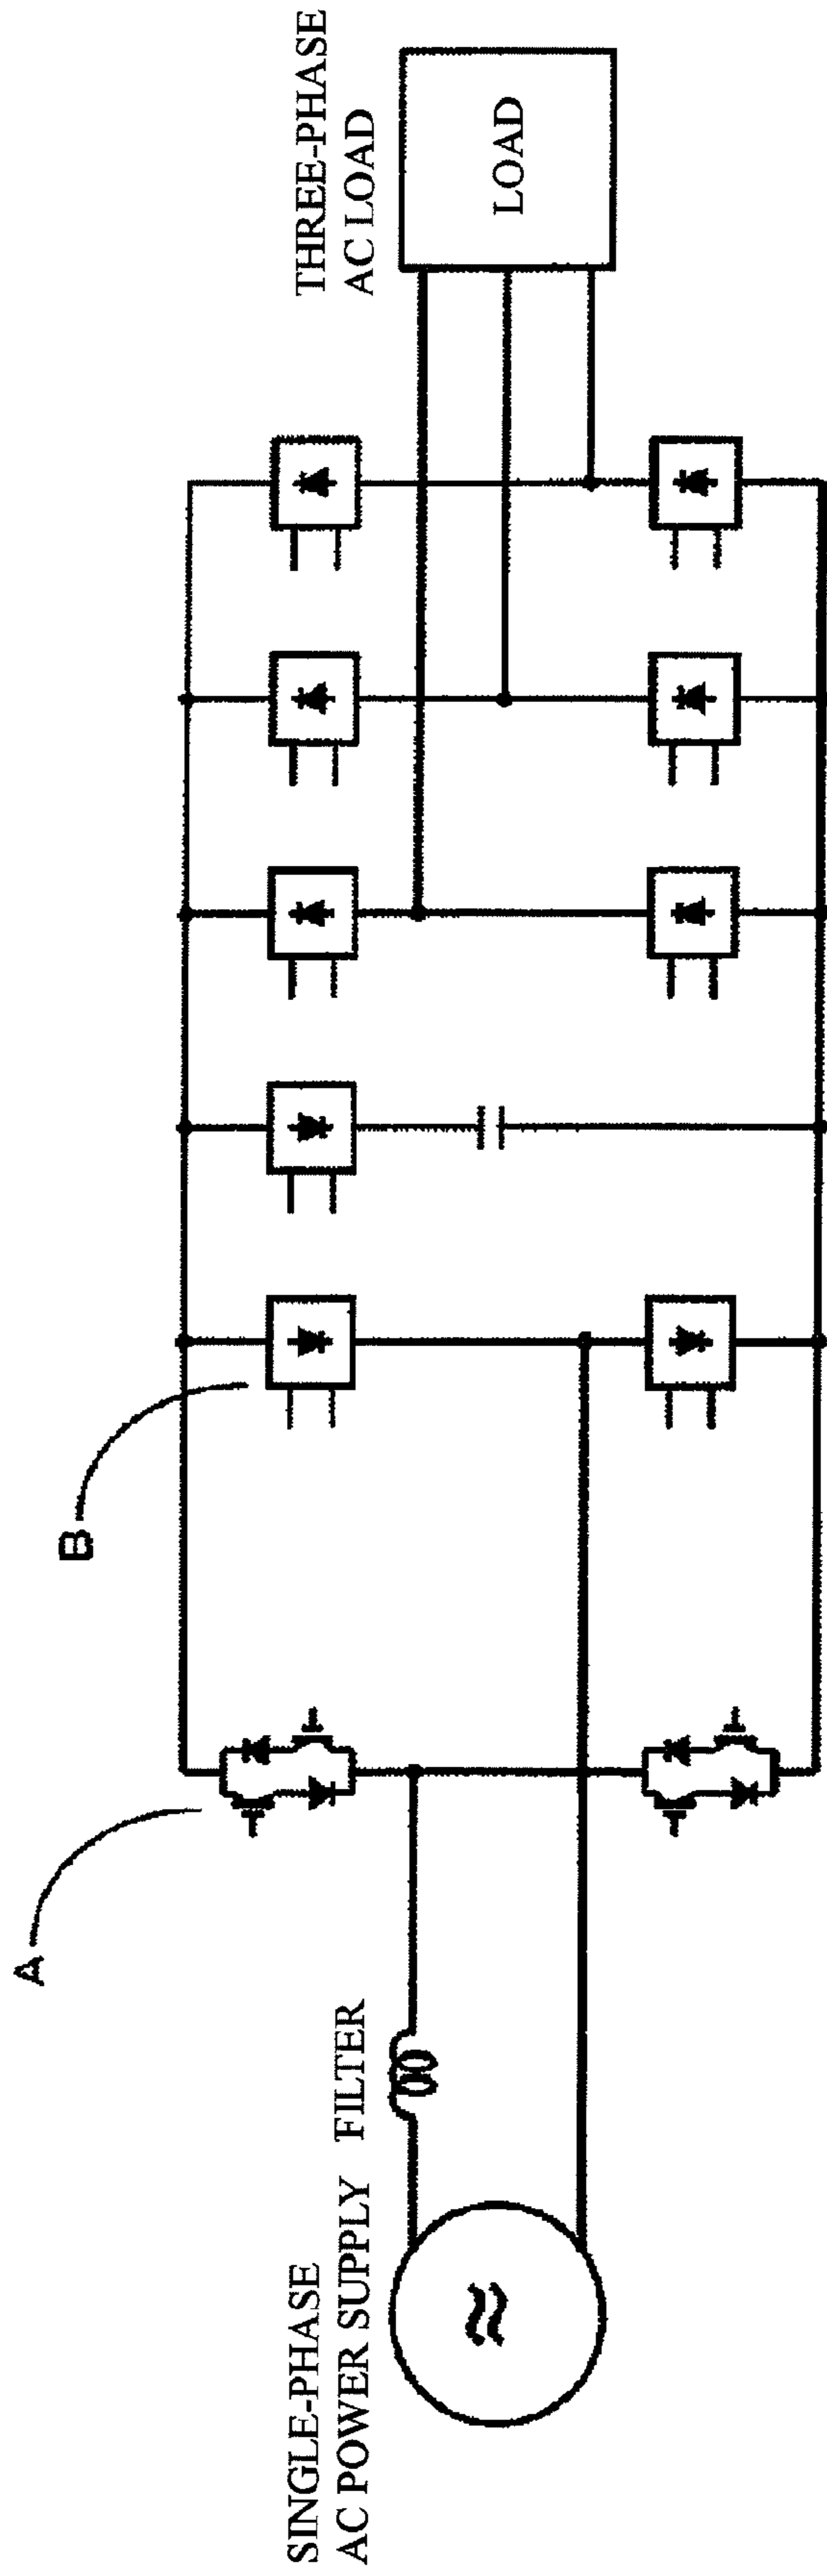 THREE-PHASE
AC LOAD
LOAD
B
A
SINGLE-PHASE
AC POWER SUPPLY
FILTER